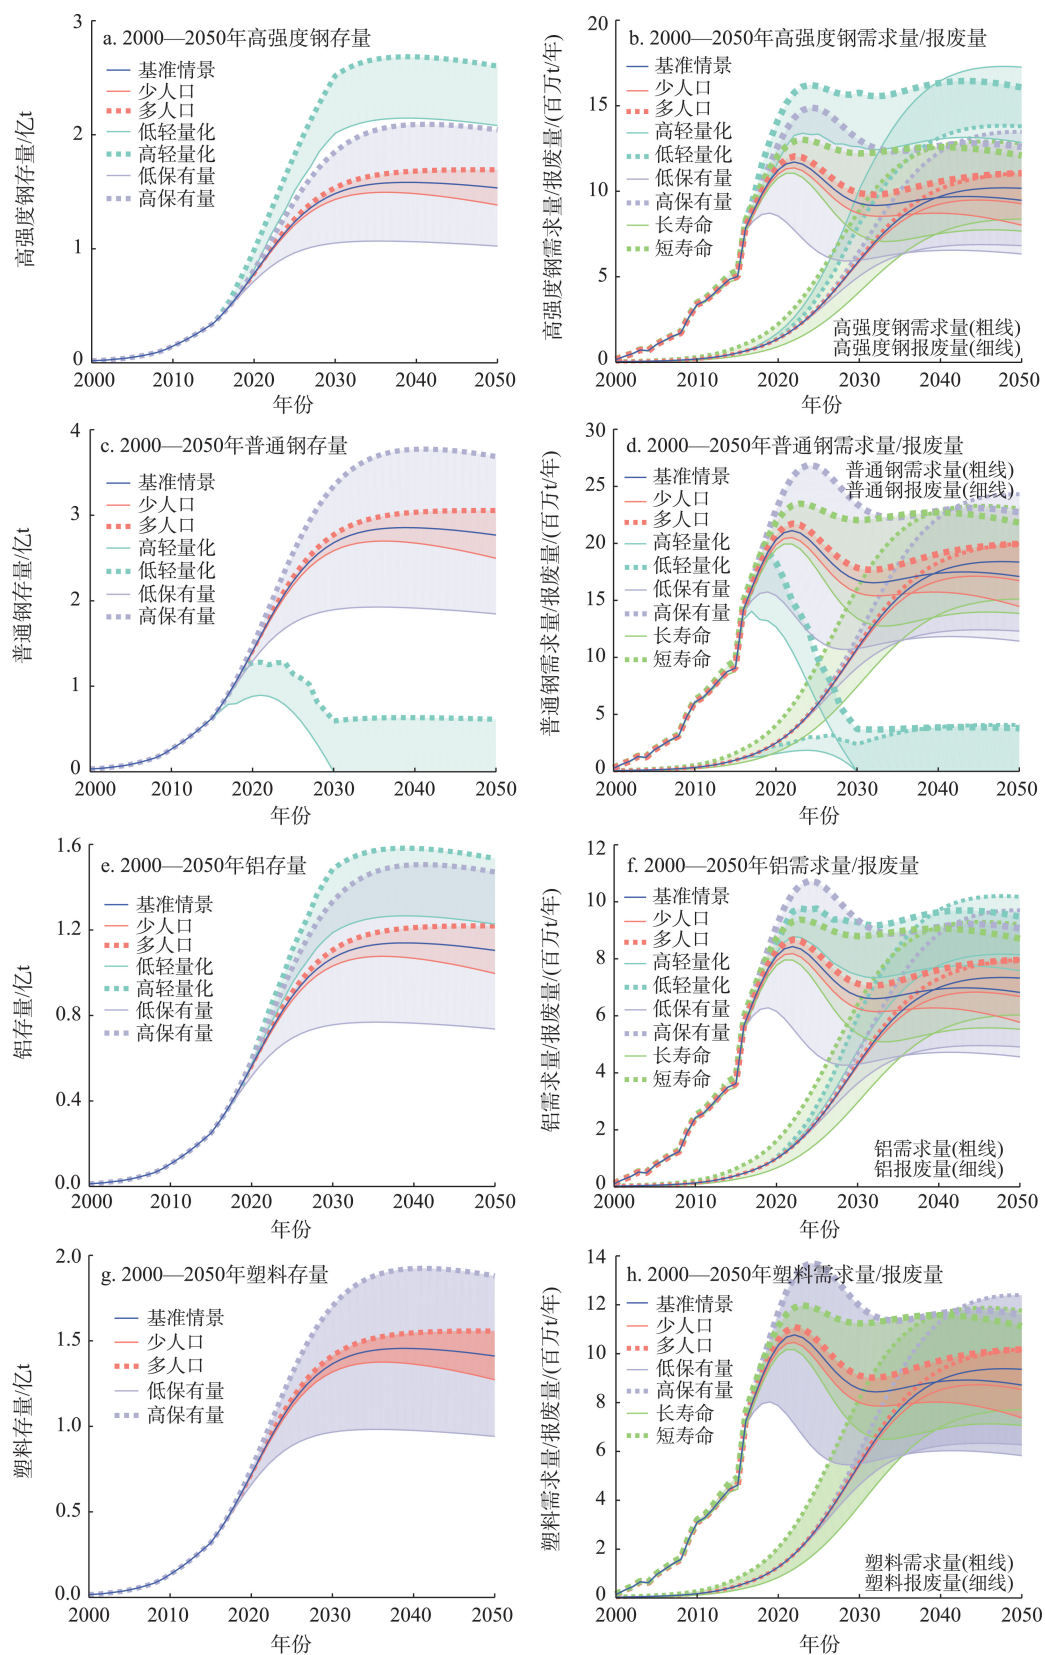 a. 2000—2050年高强度钢存量
基准情景
少人口
多人口
低轻量化
高轻量化
低保有量
高保有量
高强度钢存量/亿t
3
2
1
0
2000 2010 2020 2030 2040 2050
年份
b. 2000—2050年高强度钢需求量/报废量
基准情景
少人口
多人口
高轻量化
低轻量化
低保有量
高保有量
长寿命
短寿命
高强度钢需求量(粗线)
高强度钢报废量(细线)
高强度钢需求量/报废量/(百万t/年)
20
15
10
5
0
2000 2010 2020 2030 2040 2050
年份
c. 2000—2050年普通钢存量
基准情景
少人口
多人口
高轻量化
低轻量化
低保有量
高保有量
普通钢存量/亿t
4
3
2
1
0
2000 2010 2020 2030 2040 2050
年份
d. 2000—2050年普通钢需求量/报废量
普通钢需求量(粗线)
普通钢报废量(细线)
基准情景
少人口
多人口
高轻量化
低轻量化
低保有量
高保有量
长寿命
短寿命
普通钢需求量/报废量/(百万t/年)
30
25
20
15
10
5
0
2000 2010 2020 2030 2040 2050
年份
e. 2000—2050年铝存量
基准情景
少人口
多人口
低轻量化
高轻量化
低保有量
高保有量
铝存量/亿t
1.6
1.2
0.8
0.4
0.0
2000 2010 2020 2030 2040 2050
年份
f. 2000—2050年铝需求量/报废量
基准情景
少人口
多人口
高轻量化
低轻量化
低保有量
高保有量
长寿命
短寿命
铝需求量(粗线)
铝报废量(细线)
铝需求量/报废量/(百万t/年)
12
10
8
6
4
2
0
2000 2010 2020 2030 2040 2050
年份
g. 2000—2050年塑料存量
基准情景
少人口
多人口
低保有量
高保有量
塑料存量/亿t
2.0
1.5
1.0
0.5
0.0
2000 2010 2020 2030 2040 2050
年份
h. 2000—2050年塑料需求量/报废量
基准情景
少人口
多人口
低保有量
高保有量
长寿命
短寿命
塑料需求量(粗线)
塑料报废量(细线)
塑料需求量/报废量/(百万t/年)
14
12
10
8
6
4
2
0
2000 2010 2020 2030 2040 2050
年份